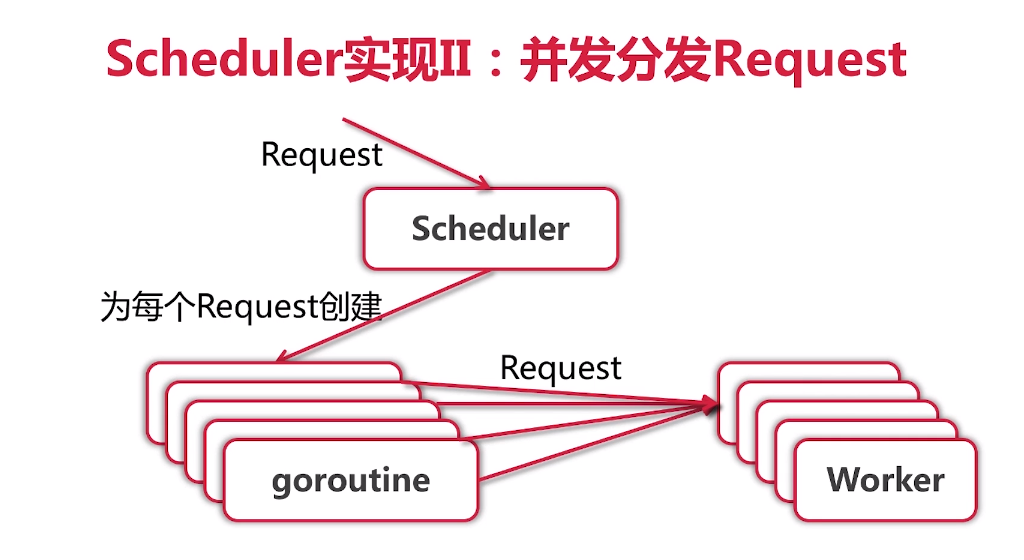 Scheduler实现II：并发分发Request
Request
Scheduler
为每个Request创建
Request
goroutine
Worker